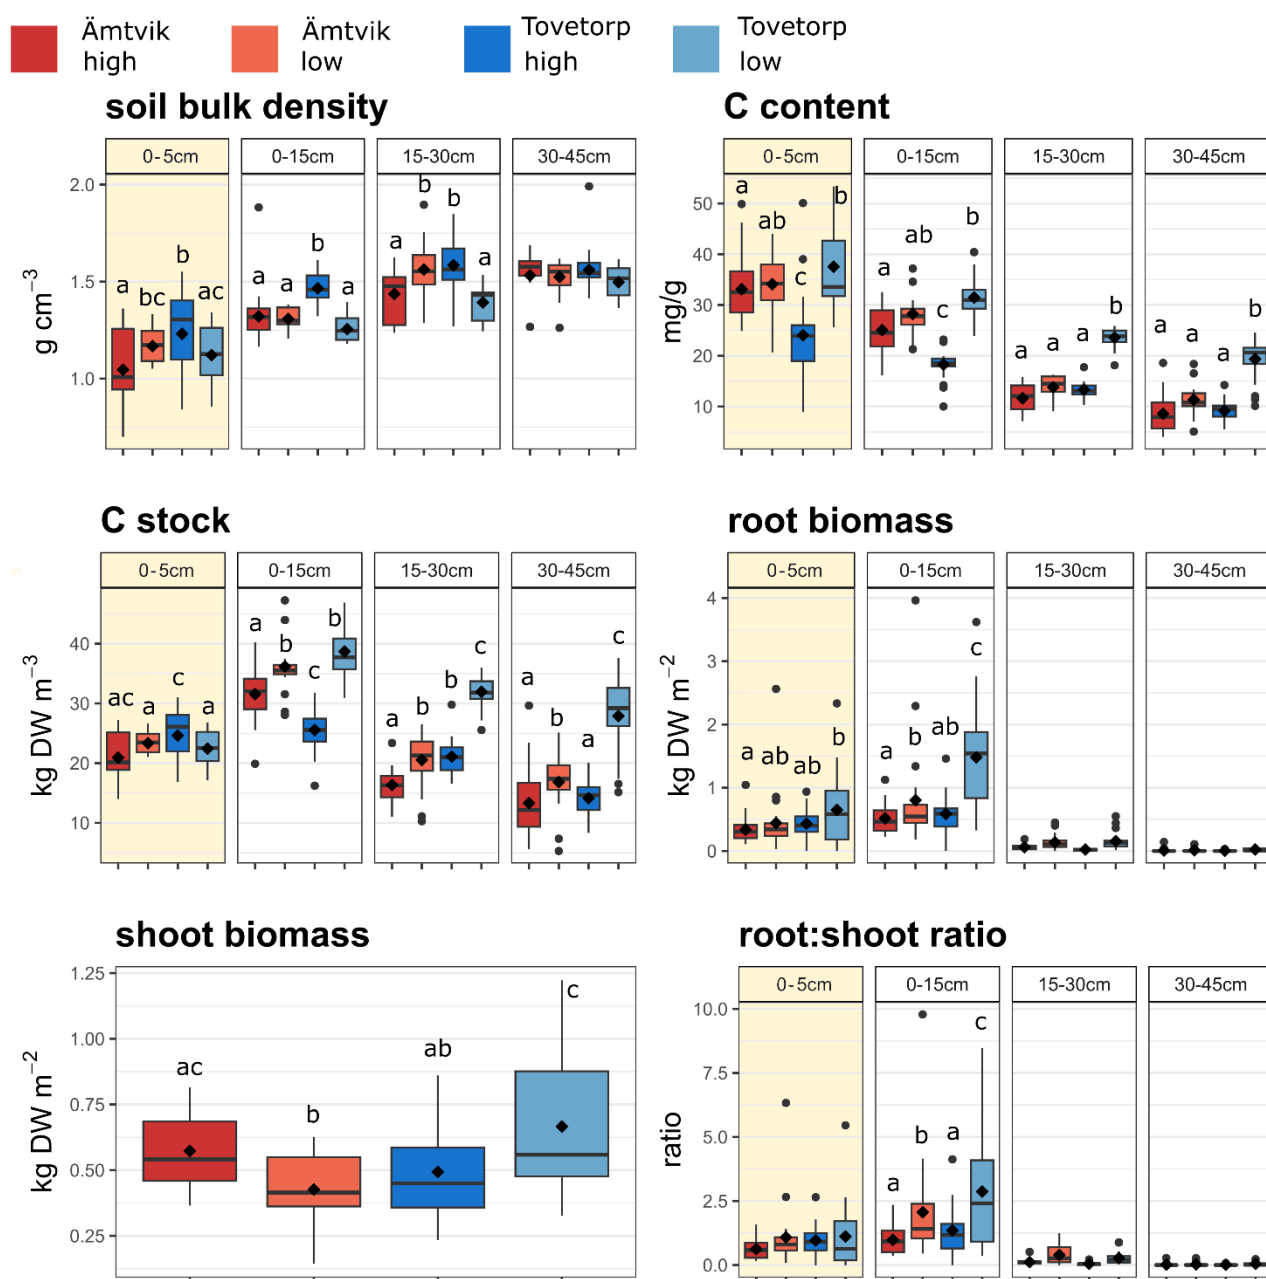 Ämtvik high
Ämtvik low
Tovetorp high
Tovetorp low
soil bulk density
0-5cm 0-15cm 15-30cm 30-45cm
g cm⁻³
2.0
1.5
1.0
a bc b ac
a a b a
a b b a
C content
0-5cm 0-15cm 15-30cm 30-45cm
mg/g
50
40
30
20
10
a ab c b
a ab c b
a a a b
a a a b
C stock
0-5cm 0-15cm 15-30cm 30-45cm
kg DW m⁻³
40
30
20
10
ac a c a
a b c b
a b b c
a b a c
root biomass
0-5cm 0-15cm 15-30cm 30-45cm
kg DW m⁻²
4
3
2
1
0
a ab ab b
a b ab c
shoot biomass
kg DW m⁻²
1.25
1.00
0.75
0.50
0.25
ac b ab c
root:shoot ratio
0-5cm 0-15cm 15-30cm 30-45cm
ratio
10.0
7.5
5.0
2.5
0.0
a b a c